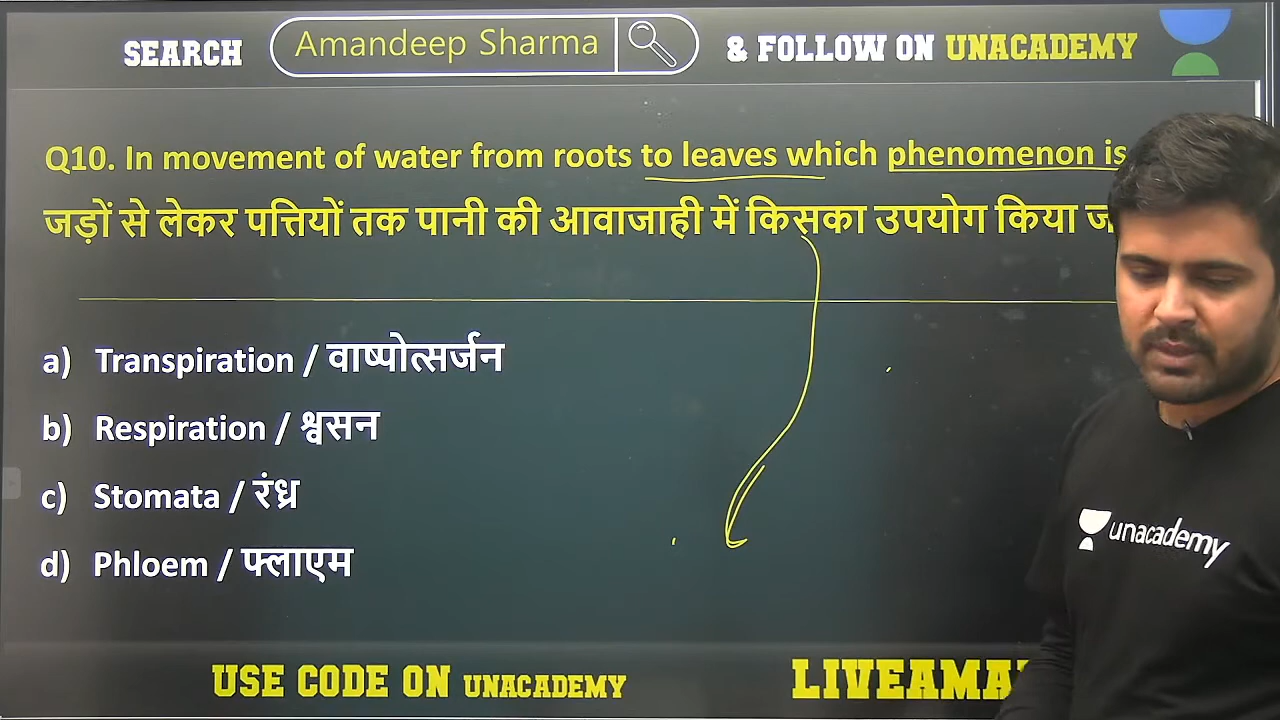 SEARCH Amandeep Sharma & FOLLOW ON UNACADEMY
Q10. In movement of water from roots to leaves which phenomenon is
जड़ों से लेकर पत्तियों तक पानी की आवाजाही में किसका उपयोग किया
a) Transpiration / वाष्पोत्सर्जन
b) Respiration / श्वसन
c) Stomata / रंध्र
d) Phloem / फ्लाएम
unacademy
USE CODE ON UNACADEMY LIVEAMA